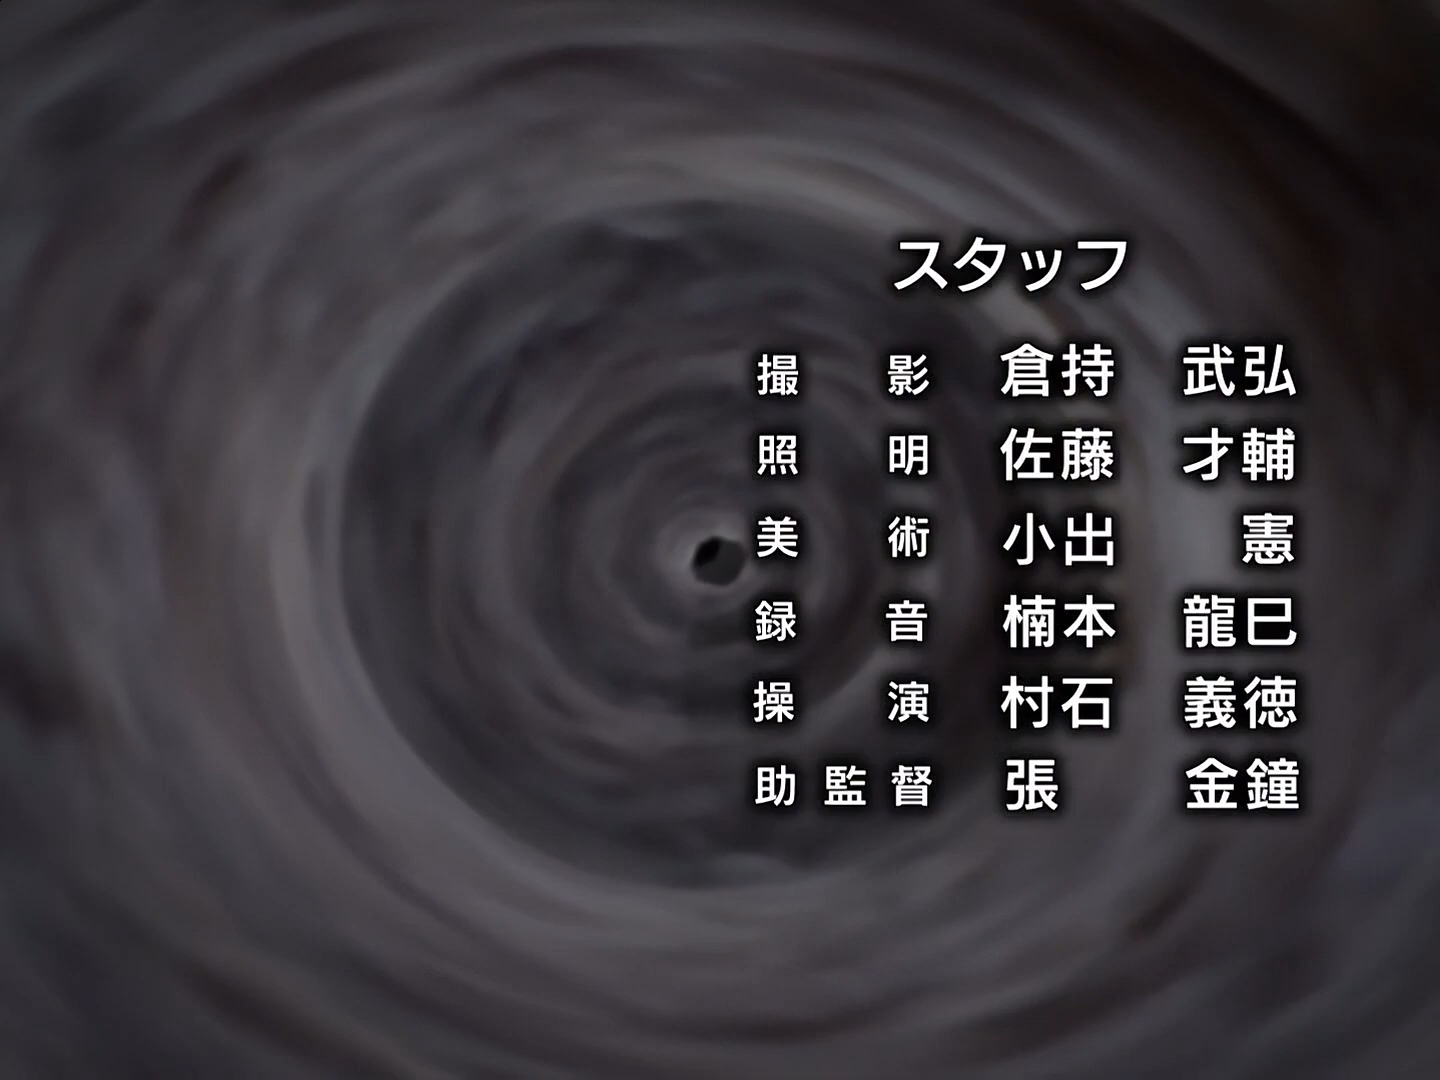 スタッフ
撮影 倉持 武弘
照明 佐藤 才輔
美術 小出 憲
録音 楠本 龍巳
操演 村石 義徳
助監督 張 金鐘